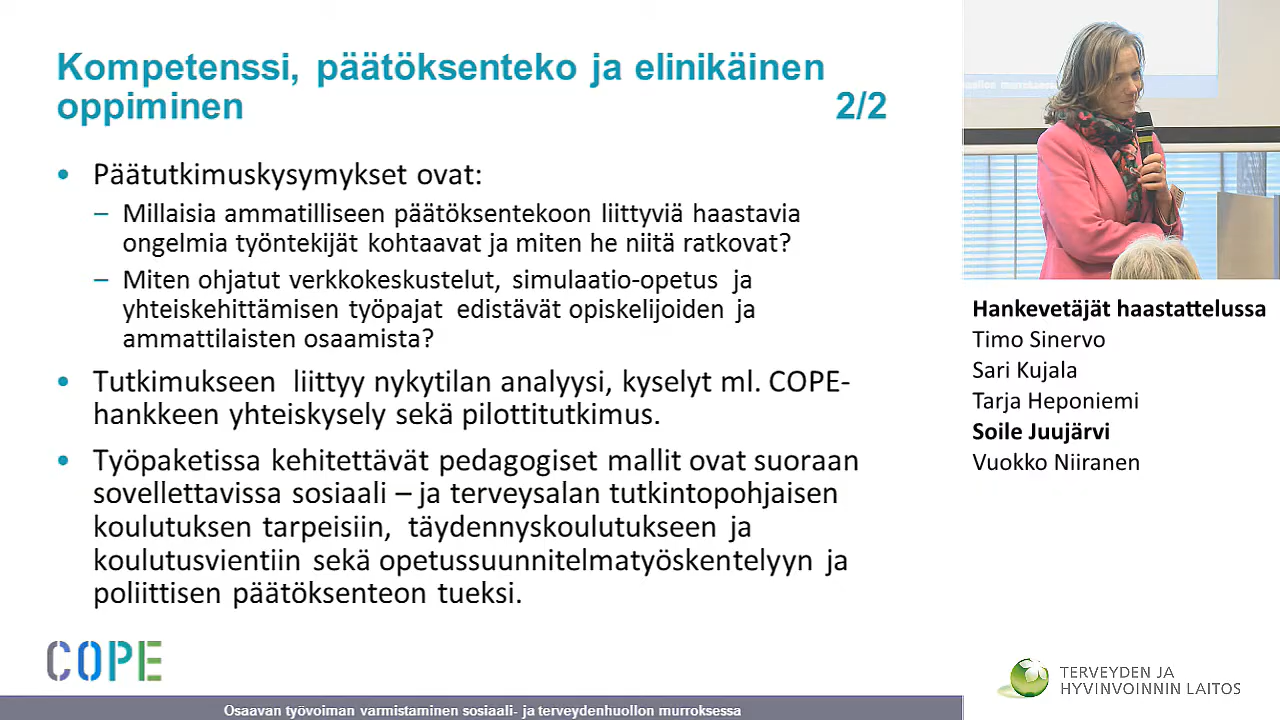 Kompetenssi, päätöksenteko ja elinikäinen
oppiminen 2/2
• Päätutkimuskysymykset ovat:
– Millaisia ammatilliseen päätöksentekoon liittyviä haastavia
ongelmia työntekijät kohtaavat ja miten he niitä ratkovat?
– Miten ohjatut verkkokeskustelut, simulaatio-opetus ja
yhteiskehittämisen työpajat edistävät opiskelijoiden ja
ammattilaisten osaamista?
• Tutkimukseen liittyy nykytilan analyysi, kyselyt ml. COPE-
hankkeen yhteiskysely sekä pilottitutkimus.
• Työpaketissa kehitettävät pedagogiset mallit ovat suoraan
sovellettavissa sosiaali – ja terveysalan tutkintopohjaisen
koulutuksen tarpeisiin, täydennyskoulutukseen ja
koulutusvientiin sekä opetussuunnitelmatyöskentelyyn ja
poliittisen päätöksenteon tueksi.
COPE
Osaavan työvoiman varmistaminen sosiaali- ja terveydenhuollon murroksessa
Hankevetäjät haastattelussa
Timo Sinervo
Sari Kujala
Tarja Heponiemi
Soile Juujärvi
Vuokko Niiranen
TERVEYDEN JA
HYVINVOINNIN LAITOS